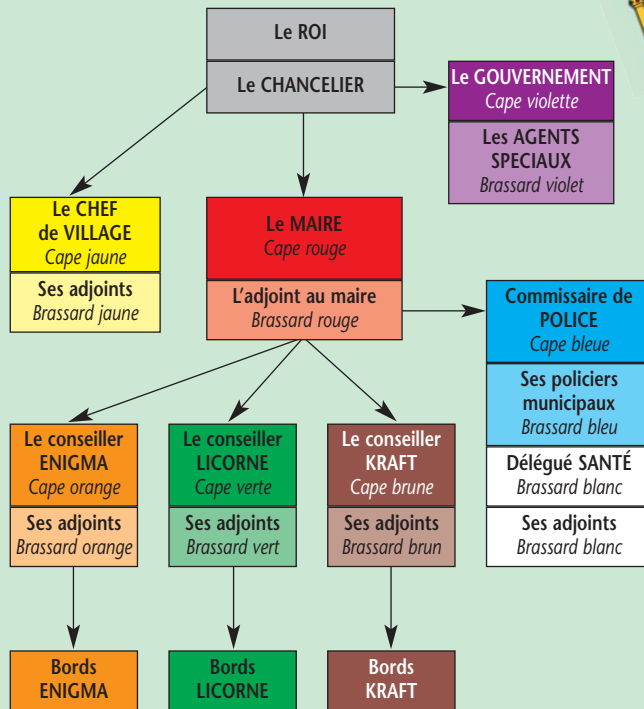 Le ROI
Le CHANCELIER
Le GOUVERNEMENT
Cape violette
Les AGENTS
SPECIAUX
Brassard violet
Le CHEF
de VILLAGE
Cape jaune
Ses adjoints
Brassard jaune
Le MAIRE
Cape rouge
L'adjoint au maire
Brassard rouge
Commissaire de
POLICE
Cape bleue
Ses policiers
municipaux
Brassard bleu
Délégué SANTÉ
Brassard blanc
Ses adjoints
Brassard blanc
Le conseiller
ENIGMA
Cape orange
Ses adjoints
Brassard orange
Le conseiller
LICORNE
Cape verte
Ses adjoints
Brassard vert
Le conseiller
KRAFT
Cape brune
Ses adjoints
Brassard brun
Bords
ENIGMA
Bords
LICORNE
Bords
KRAFT